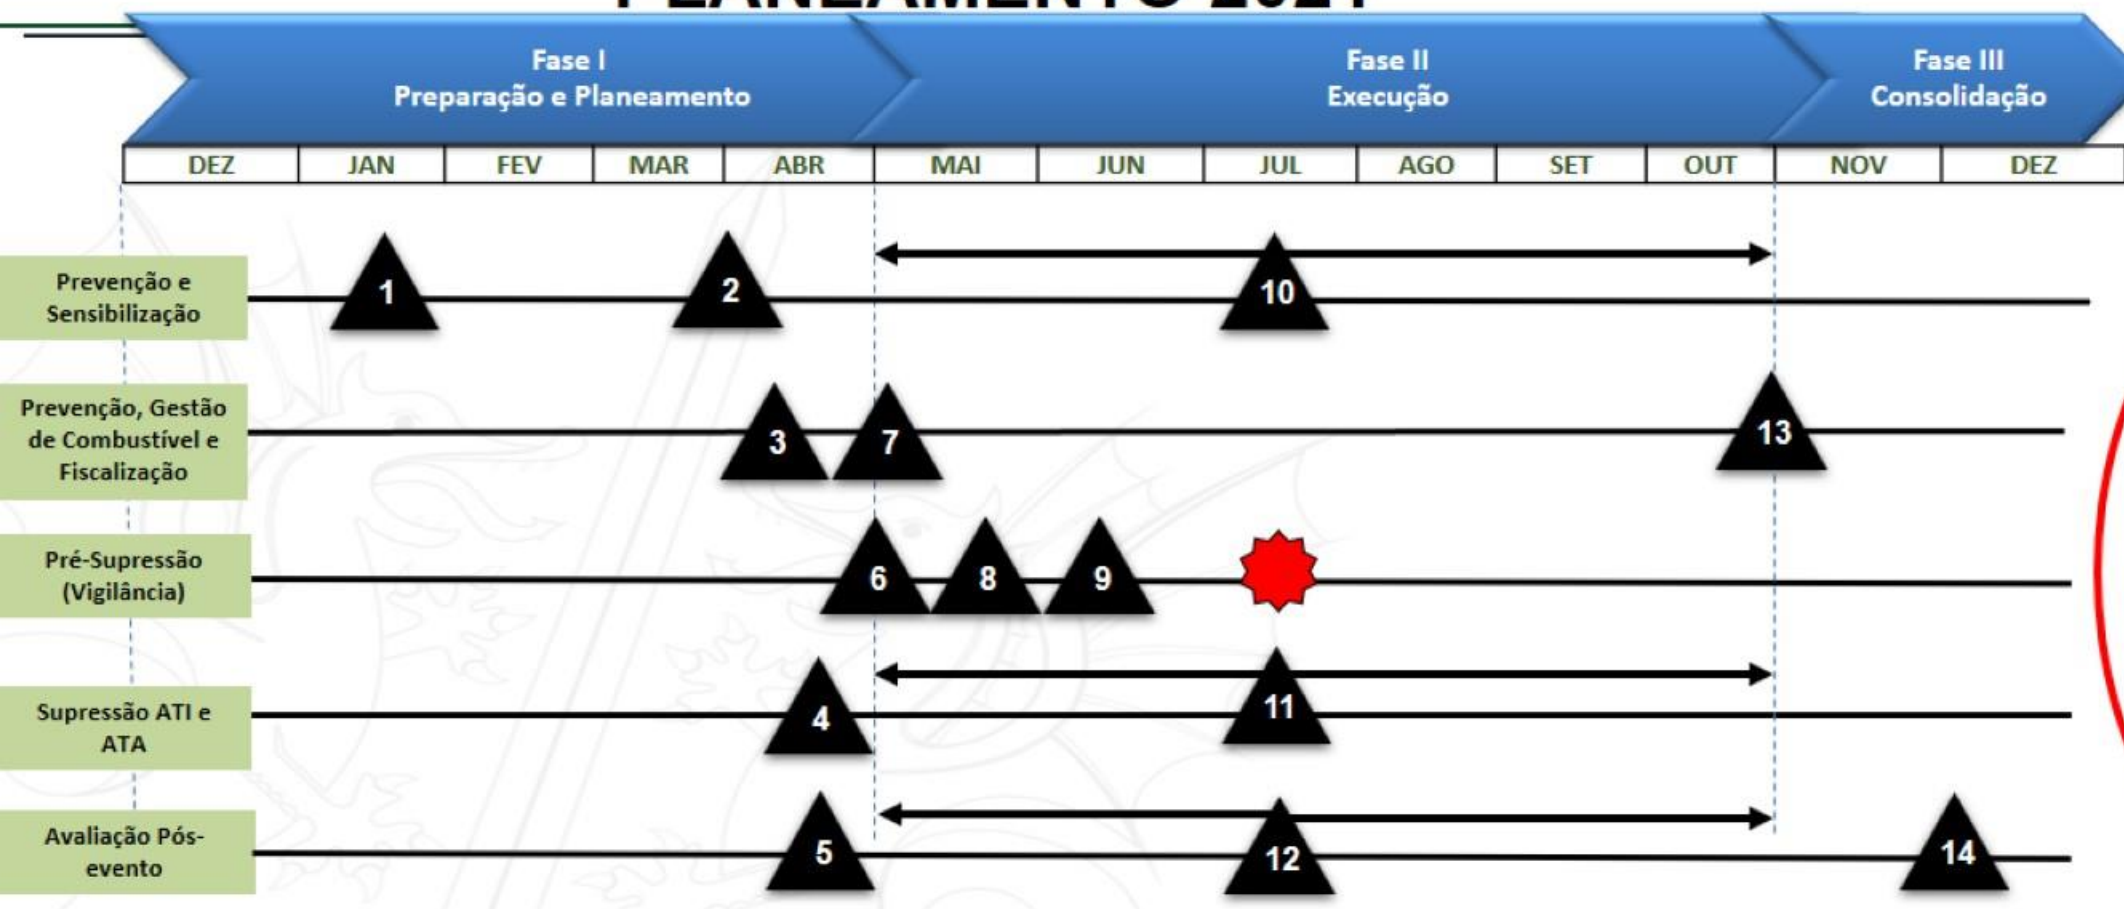 PLANEAMENTO 2021
Fase I
Preparação e Planeamento
Fase II
Execução
Fase III
Consolidação
DEZ JAN FEV MAR ABR MAI JUN JUL AGO SET OUT NOV DEZ
Prevenção e
Sensibilização
1 2 10
Prevenção, Gestão
de Combustível e
Fiscalização
3 7 13
Pré-Supressão
(Vigilância)
6 8 9
Supressão ATI e
ATA
4 11
Avaliação Pós-
evento
5 12 14